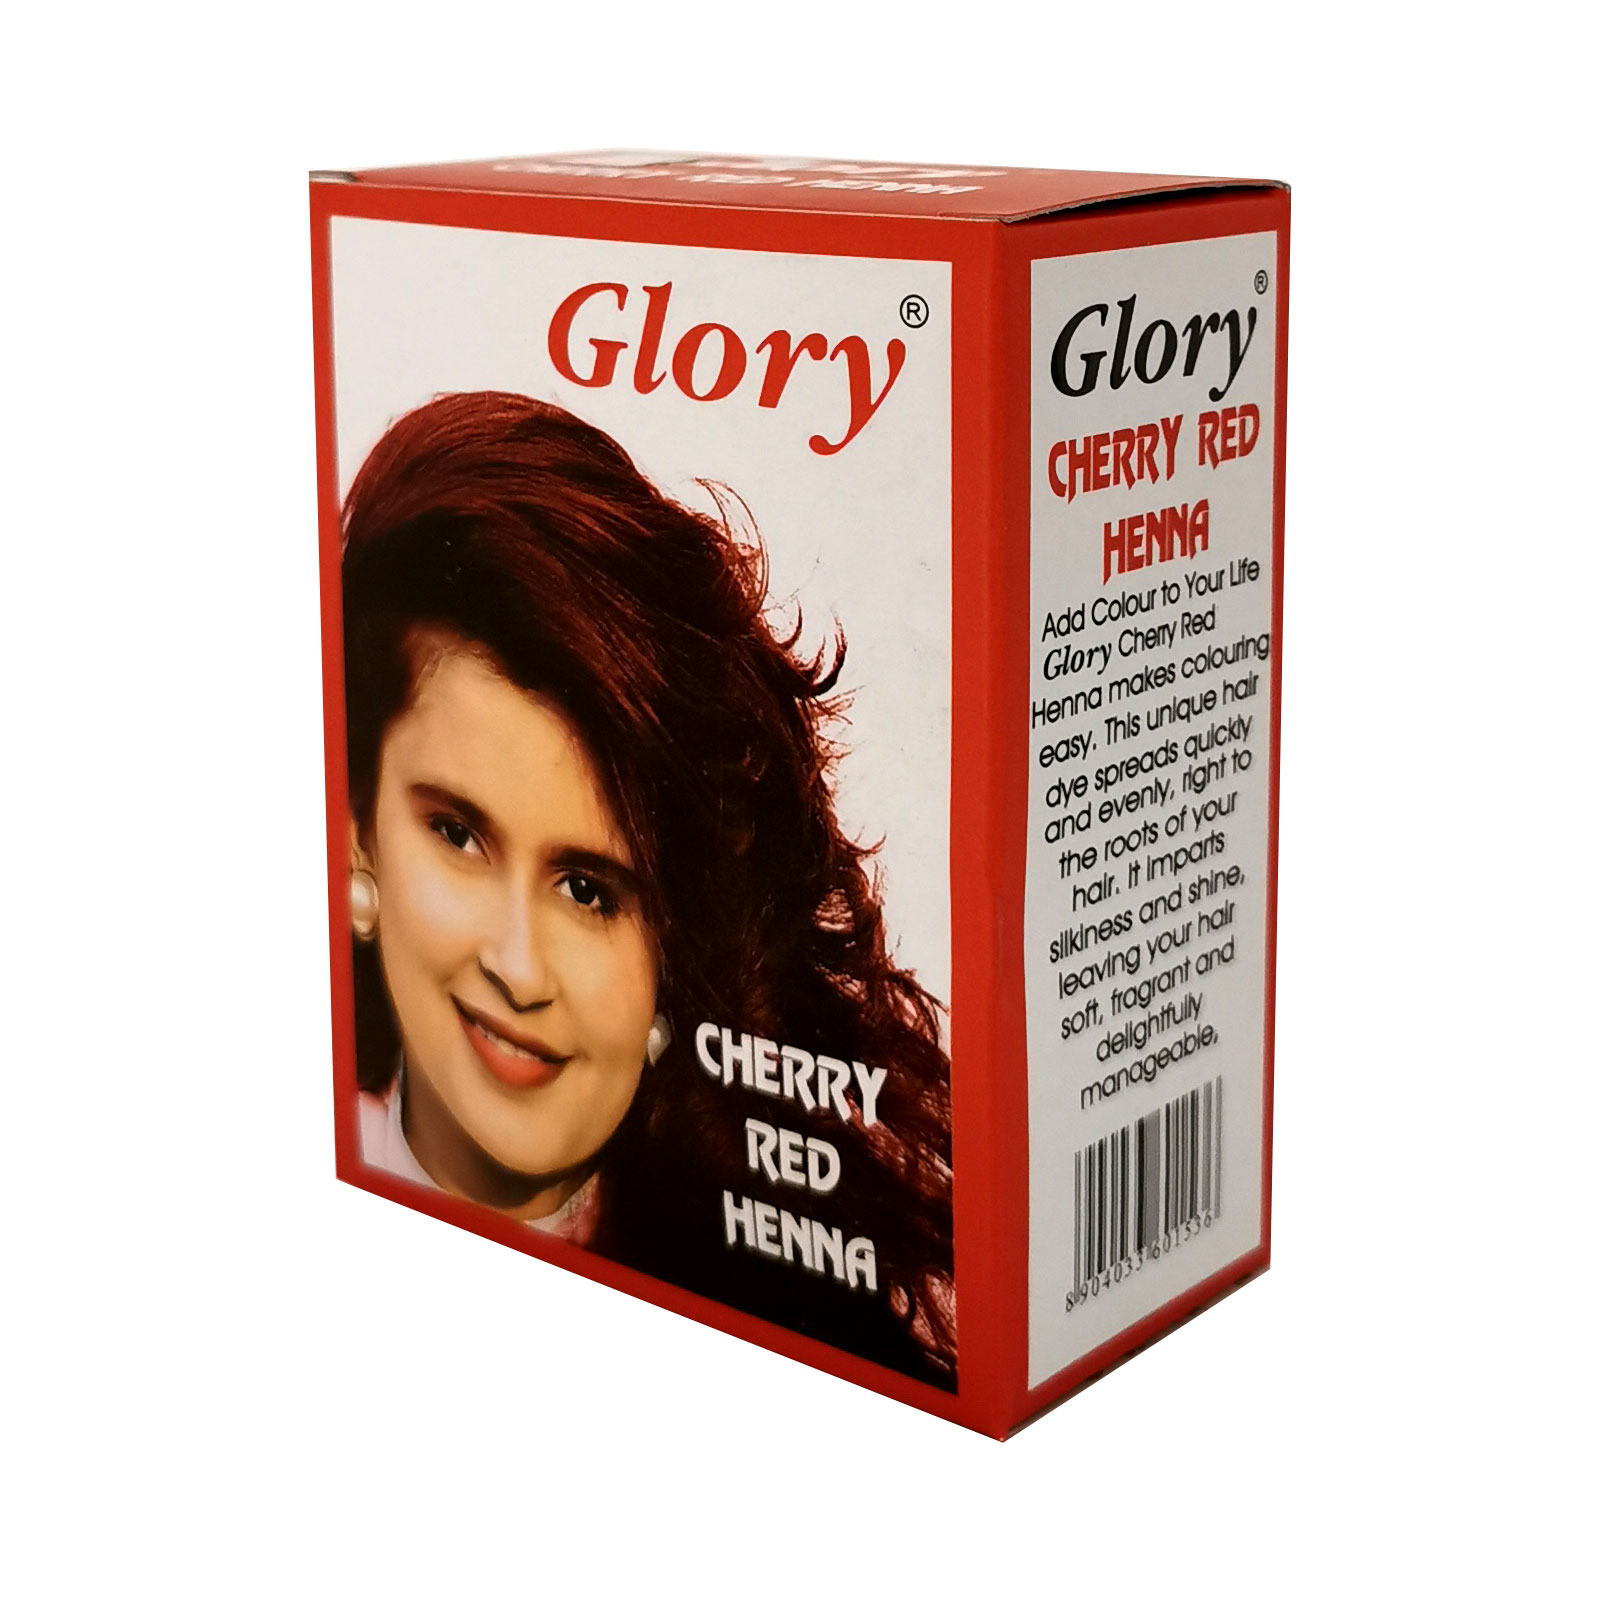 Glory®
CHERRY
RED
HENNA
Glory®
CHERRY RED
HENNA
Add Colour to Your Life
Glory Cherry Red
Henna makes colouring
easy. This unique hair
dye spreads quickly
and evenly, right to
the roots of your
hair. It imparts
silkiness and shine,
leaving your hair
soft, fragrant and
delightfully
manageable,
8904033601536